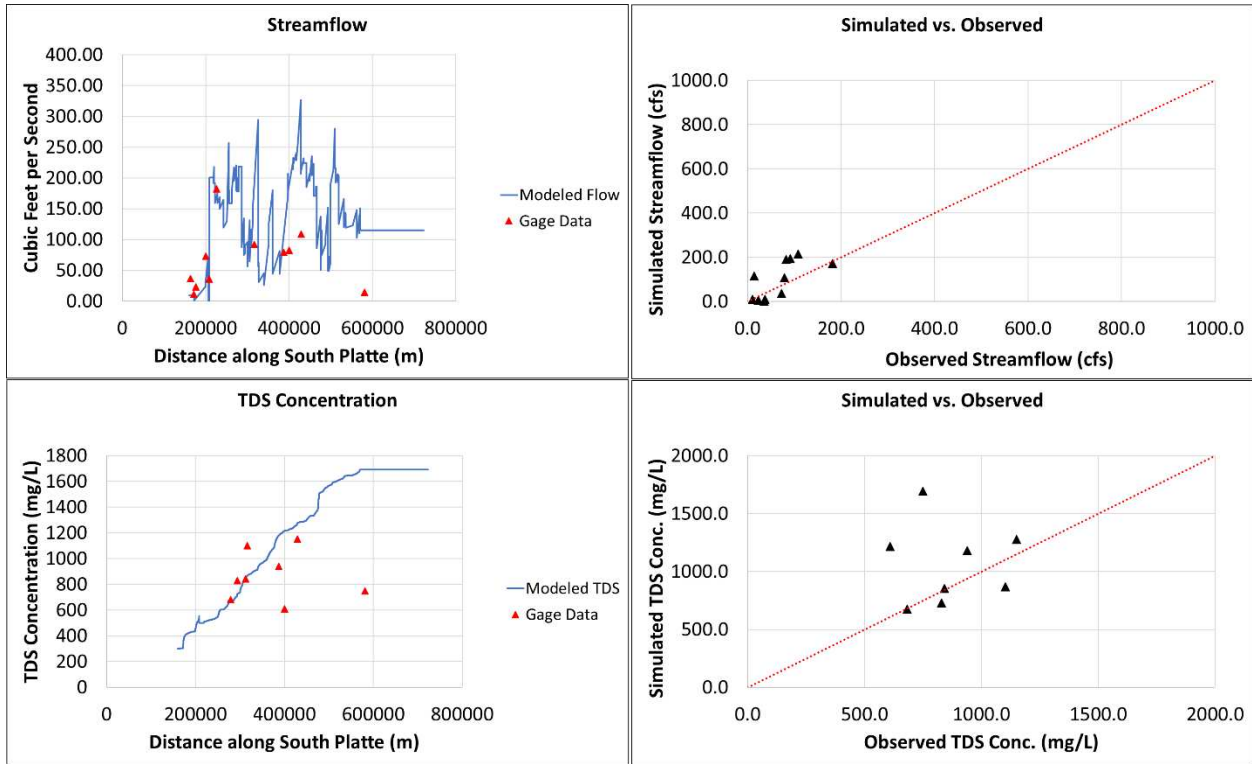 Streamflow
Cubic Feet per Second
400.00
350.00
300.00
250.00
200.00
150.00
100.00
50.00
0.00
0 200000 400000 600000 800000
Distance along South Platte (m)
Modeled Flow
Gage Data
Simulated vs. Observed
Simulated Streamflow (cfs)
1000.0
800.0
600.0
400.0
200.0
0.0
0.0 200.0 400.0 600.0 800.0 1000.0
Observed Streamflow (cfs)
TDS Concentration
TDS Concentration (mg/L)
1800
1600
1400
1200
1000
800
600
400
200
0
0 200000 400000 600000 800000
Distance along South Platte (m)
Modeled TDS
Gage Data
Simulated vs. Observed
Simulated TDS Conc. (mg/L)
2000.0
1500.0
1000.0
500.0
0.0
0.0 500.0 1000.0 1500.0 2000.0
Observed TDS Conc. (mg/L)